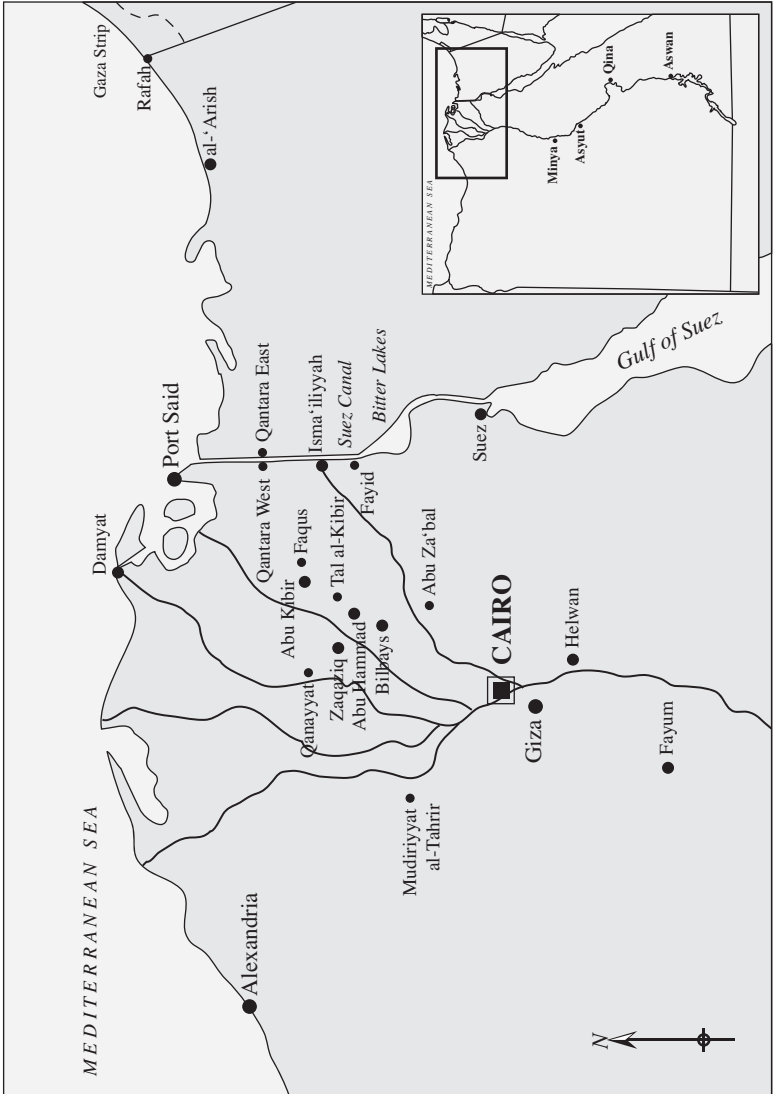 MEDITERRANEAN SEA
Alexandria
Damyat
Port Said
Gaza Strip
Rafah
al-‘Arish
Qantara West
Qantara East
Isma‘iliyyah
Suez Canal
Bitter Lakes
Fayid
Faqus
Abu Kibir
Tal al-Kibir
Qanayyat
Zaqaziq
Abu Hammad
Bilbays
Abu Za‘bal
Suez
Gulf of Suez
Mudiriyyat
al-Tahrir
CAIRO
Giza
Helwan
Fayum
N
MEDITERRANEAN SEA
Minya
Asyut
Qina
Aswan